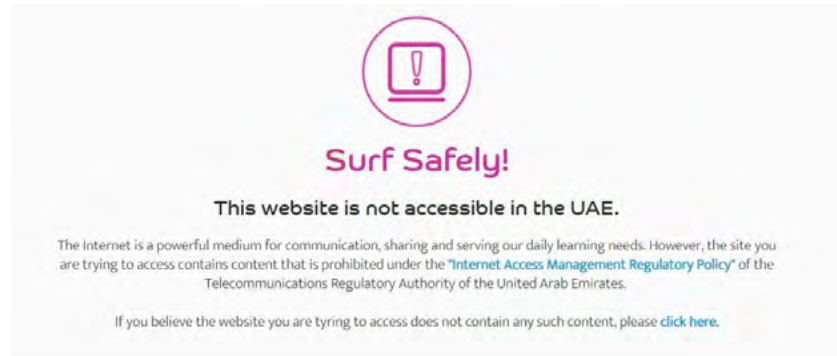 Surf Safely!
This website is not accessible in the UAE.
The Internet is a powerful medium for communication, sharing and serving our daily learning needs. However, the site you
are trying to access contains content that is prohibited under the "Internet Access Management Regulatory Policy" of the
Telecommunications Regulatory Authority of the United Arab Emirates.
If you believe the website you are tyring to access does not contain any such content, please click here.